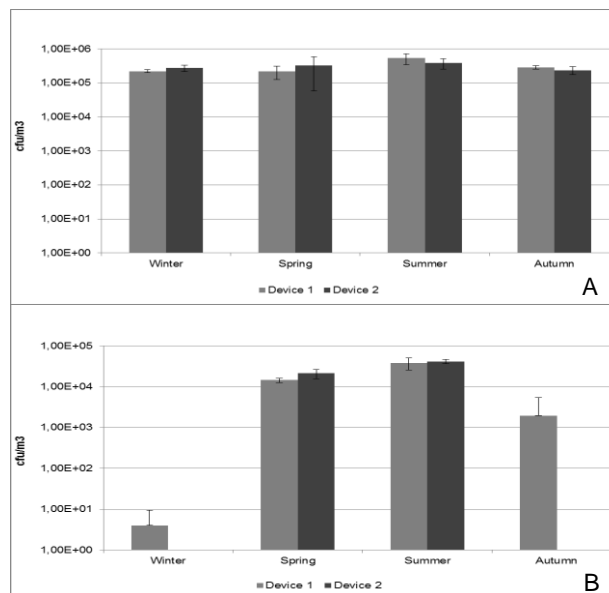 1,00E+06
1,00E+05
1,00E+04
1,00E+03
1,00E+02
1,00E+01
1,00E+00
cfu/m3
Winter Spring Summer Autumn
Device 1 Device 2
A
1,00E+05
1,00E+04
1,00E+03
1,00E+02
1,00E+01
1,00E+00
cfu/m3
Winter Spring Summer Autumn
Device 1 Device 2
B